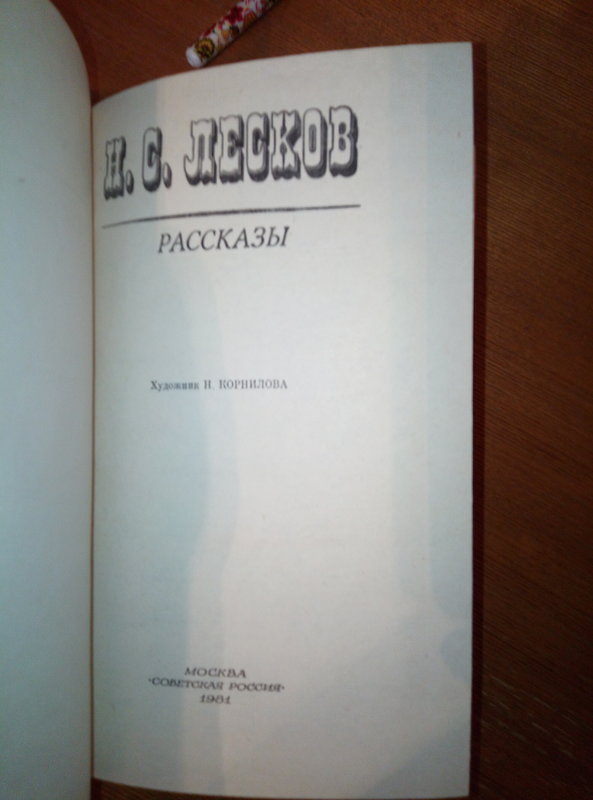 Н. С. ЛЕСКОВ
РАССКАЗЫ
Художник Н. КОРНИЛОВА
МОСКВА
«СОВЕТСКАЯ РОССИЯ»
1981